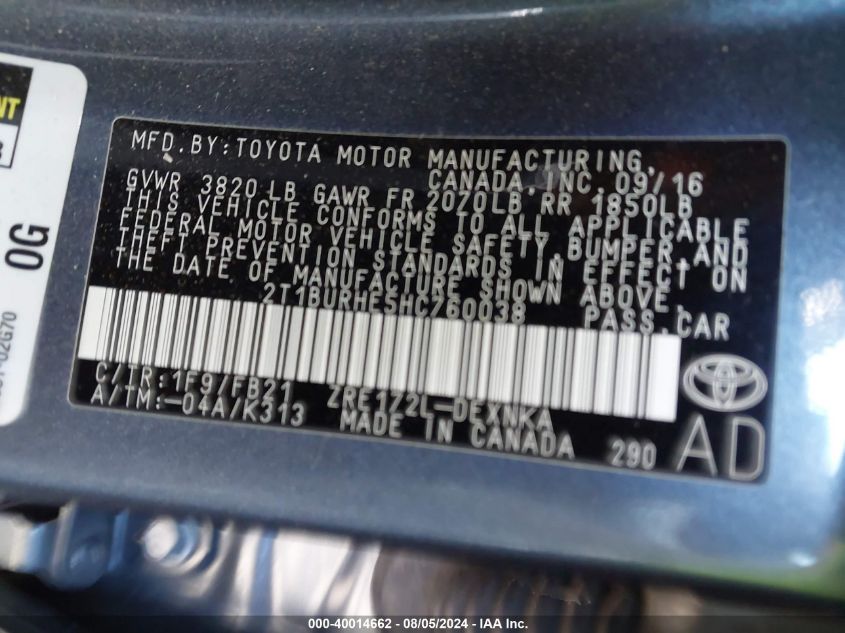 MFD.BY:TOYOTA MOTOR MANUFACTURING,
CANADA INC. 09/16
GVWR 3820 LB GAWR FR 2070LB RR 1850LB
THIS VEHICLE CONFORMS TO ALL APPLICABLE
FEDERAL MOTOR VEHICLE SAFETY, BUMPER, AND
THEFT PREVENTION STANDARDS IN EFFECT ON
THE DATE OF MANUFACTURE SHOWN ABOVE.
2T1BURHE5HC760038 PASS.CAR
C/TR:1F9/FB21 ZRE172L-DEXNKA
A/TM:-04A/K313 MADE IN CANADA 290
AD
NT
0G
-02G70
000-40014662 - 08/05/2024 - IAA Inc.